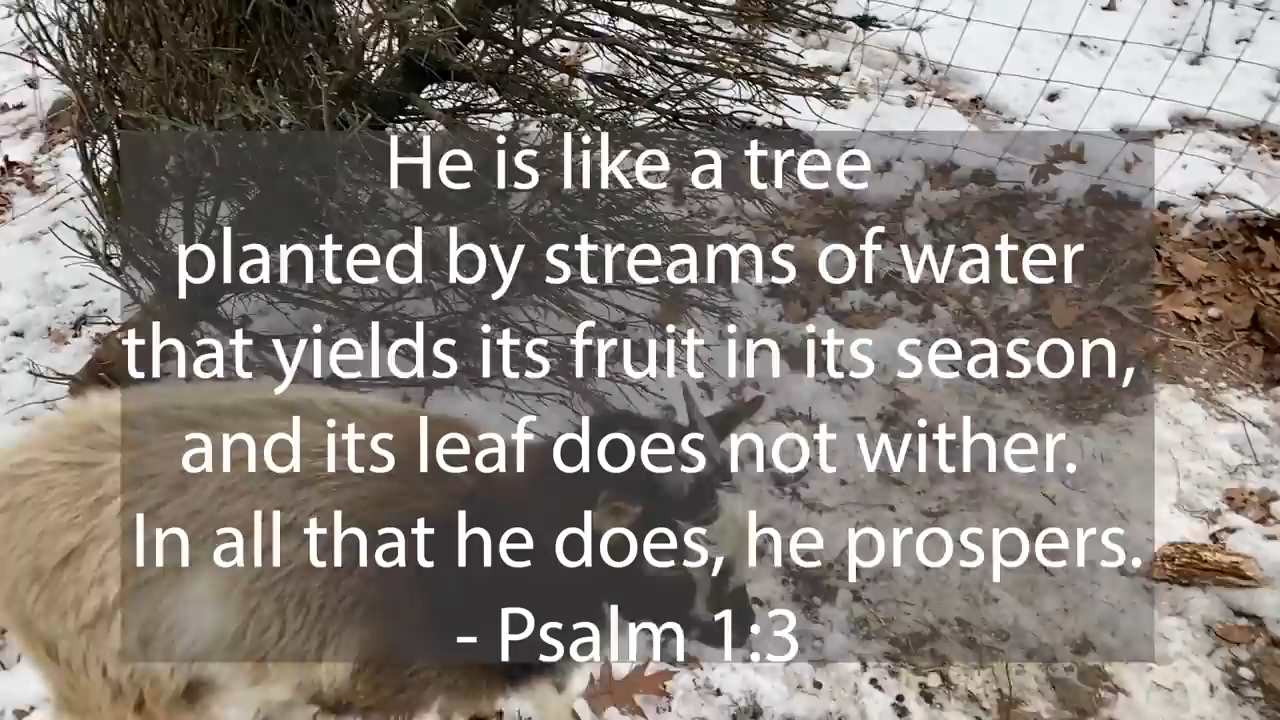 He is like a tree
planted by streams of water
that yields its fruit in its season,
and its leaf does not wither.
In all that he does, he prospers.
- Psalm 1:3